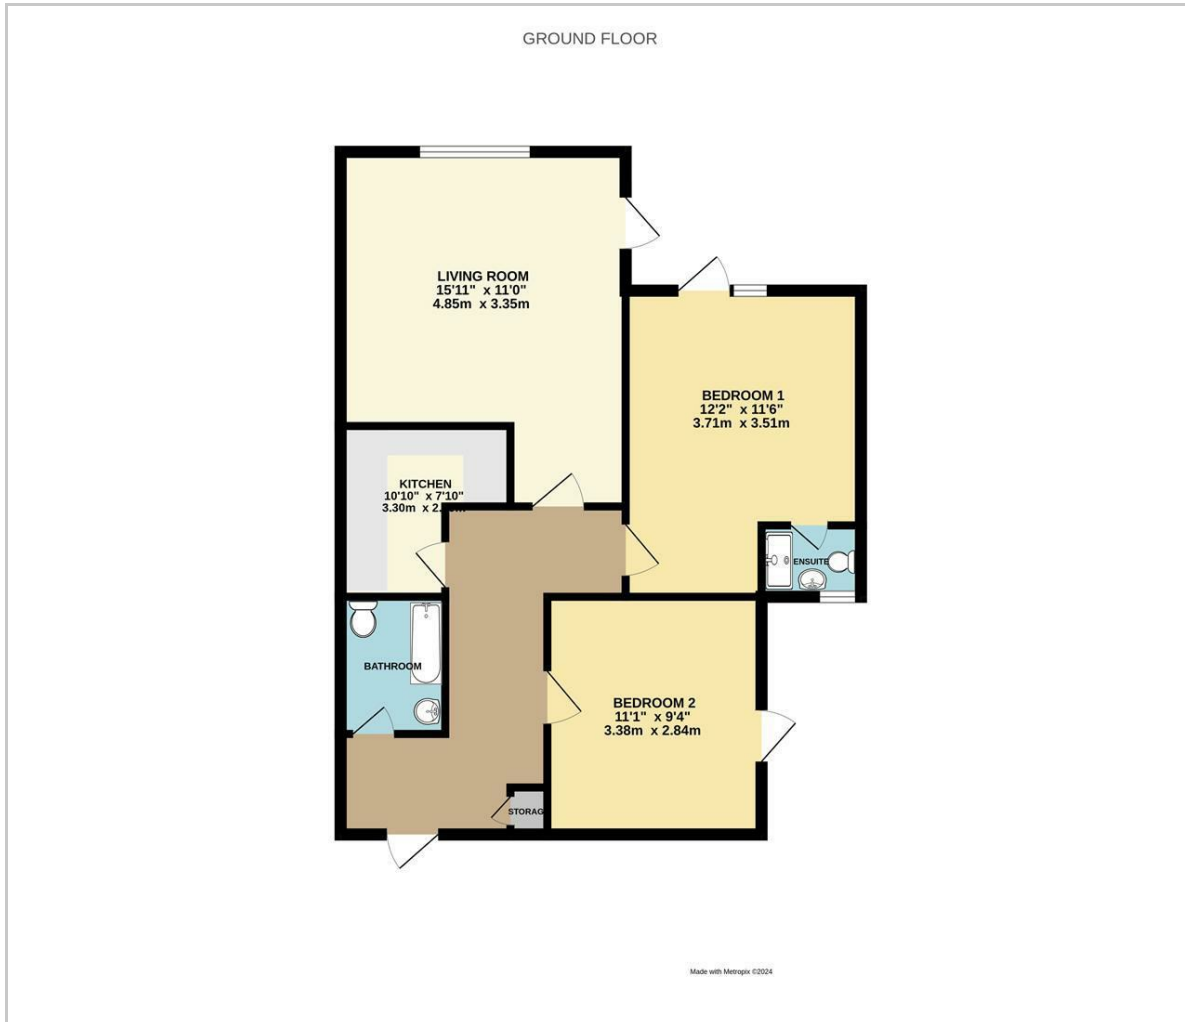 GROUND FLOOR
LIVING ROOM
15'11" x 11'0"
4.85m x 3.35m
BEDROOM 1
12'2" x 11'6"
3.71m x 3.51m
KITCHEN
10'10" x 7'10"
3.30m x 2.
ENSUITE
BATHROOM
BEDROOM 2
11'1" x 9'4"
3.38m x 2.84m
STORAG
Made with Metropix ©2024